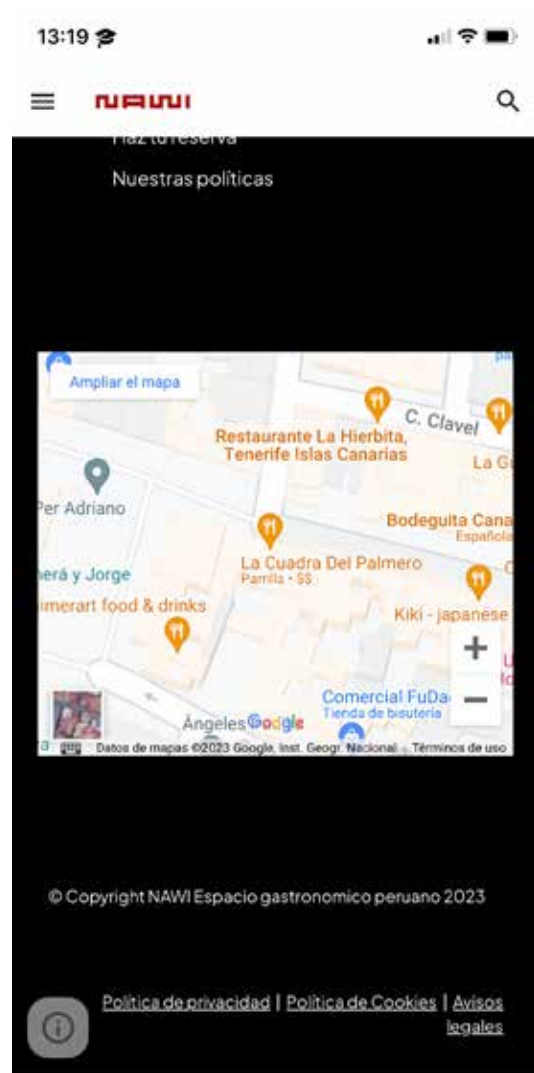 13:19
NAWI
Haz tu reserva
Nuestras políticas
Ampliar el mapa
C. Clavel
Restaurante La Hierbita,
Tenerife Islas Canarias
La G
Per Adriano
Bodeguita Cana
Española
La Cuadra Del Palmero
Parrilla • $$
erá y Jorge
merart food & drinks
Kiki - japanese
+
Comercial FuDa
Tienda de bisutería
−
Ángeles Google
Datos de mapas ©2023 Google, Inst. Geogr. Nacional
Términos de uso
© Copyright NAWI Espacio gastronomico peruano 2023
Política de privacidad | Política de Cookies | Avisos
legales